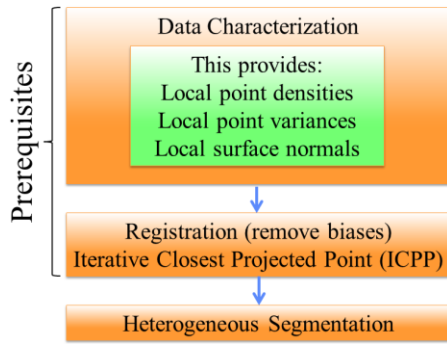 Prerequisites
Data Characterization
This provides:
Local point densities
Local point variances
Local surface normals
Registration (remove biases)
Iterative Closest Projected Point (ICPP)
Heterogeneous Segmentation